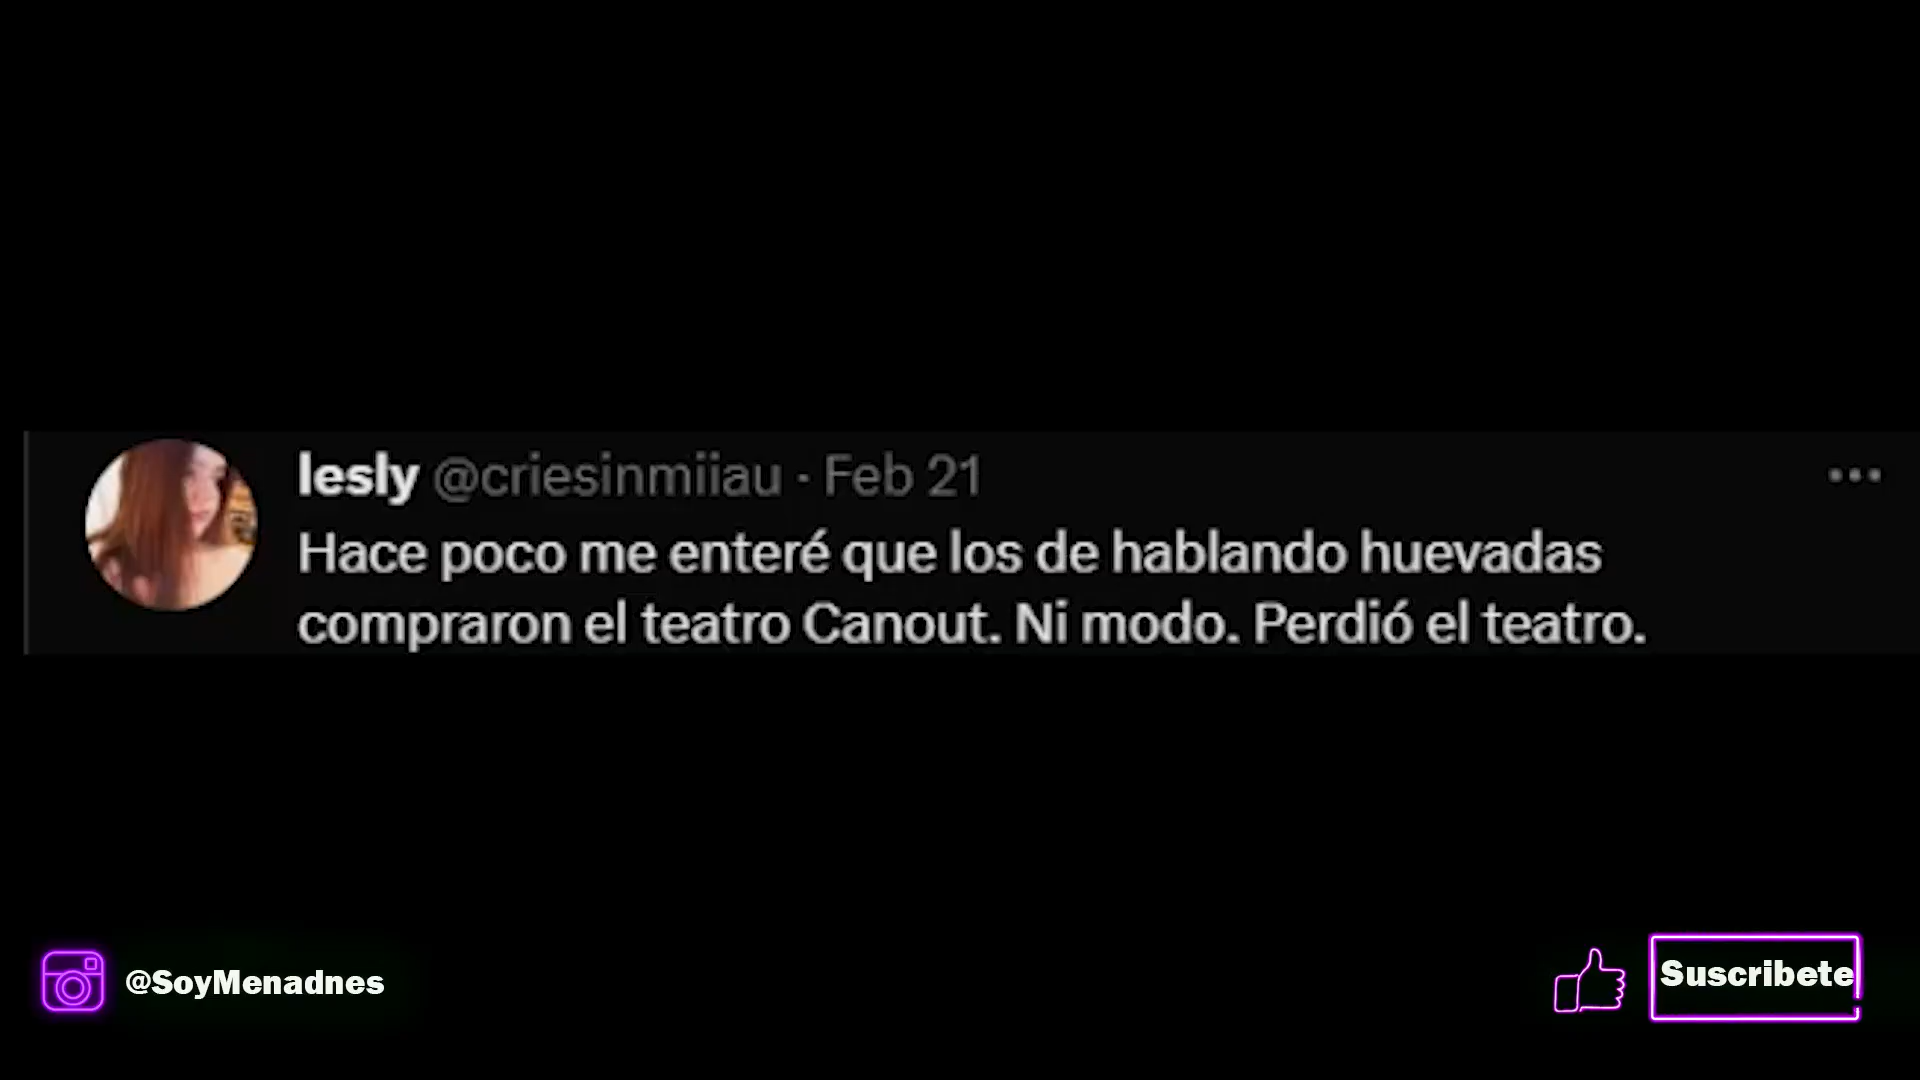 lesly @criesinmiiau · Feb 21
Hace poco me enteré que los de hablando huevadas
compraron el teatro Canout. Ni modo. Perdió el teatro.
@SoyMenadnes
Suscribete